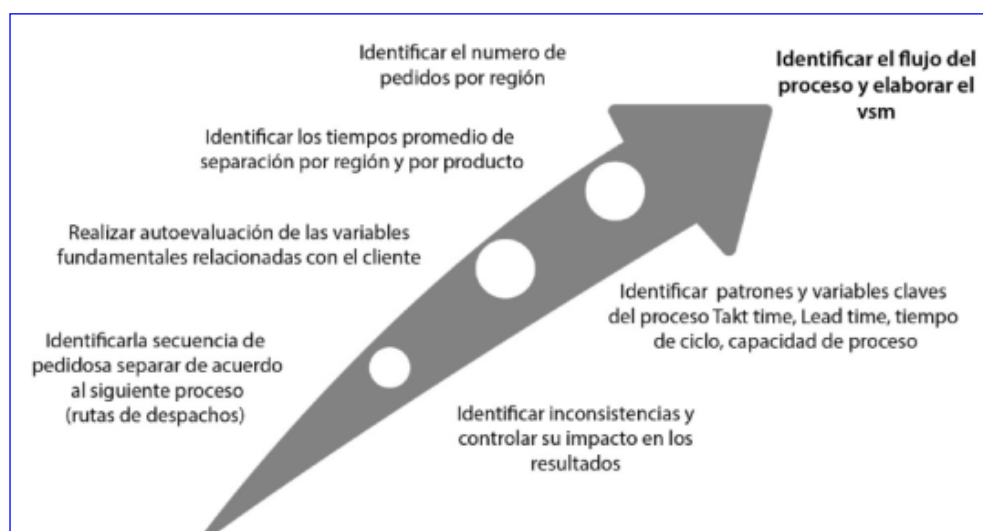 Identificar el numero de
pedidos por región
Identificar el flujo del
proceso y elaborar el
vsm
Identificar los tiempos promedio de
separación por región y por producto
Realizar autoevaluación de las variables
fundamentales relacionadas con el cliente
Identificar patrones y variables claves
del proceso Takt time, Lead time, tiempo
de ciclo, capacidad de proceso
Identificarla secuencia de
pedidosa separar de acuerdo
al siguiente proceso
(rutas de despachos)
Identificar inconsistencias y
controlar su impacto en los
resultados